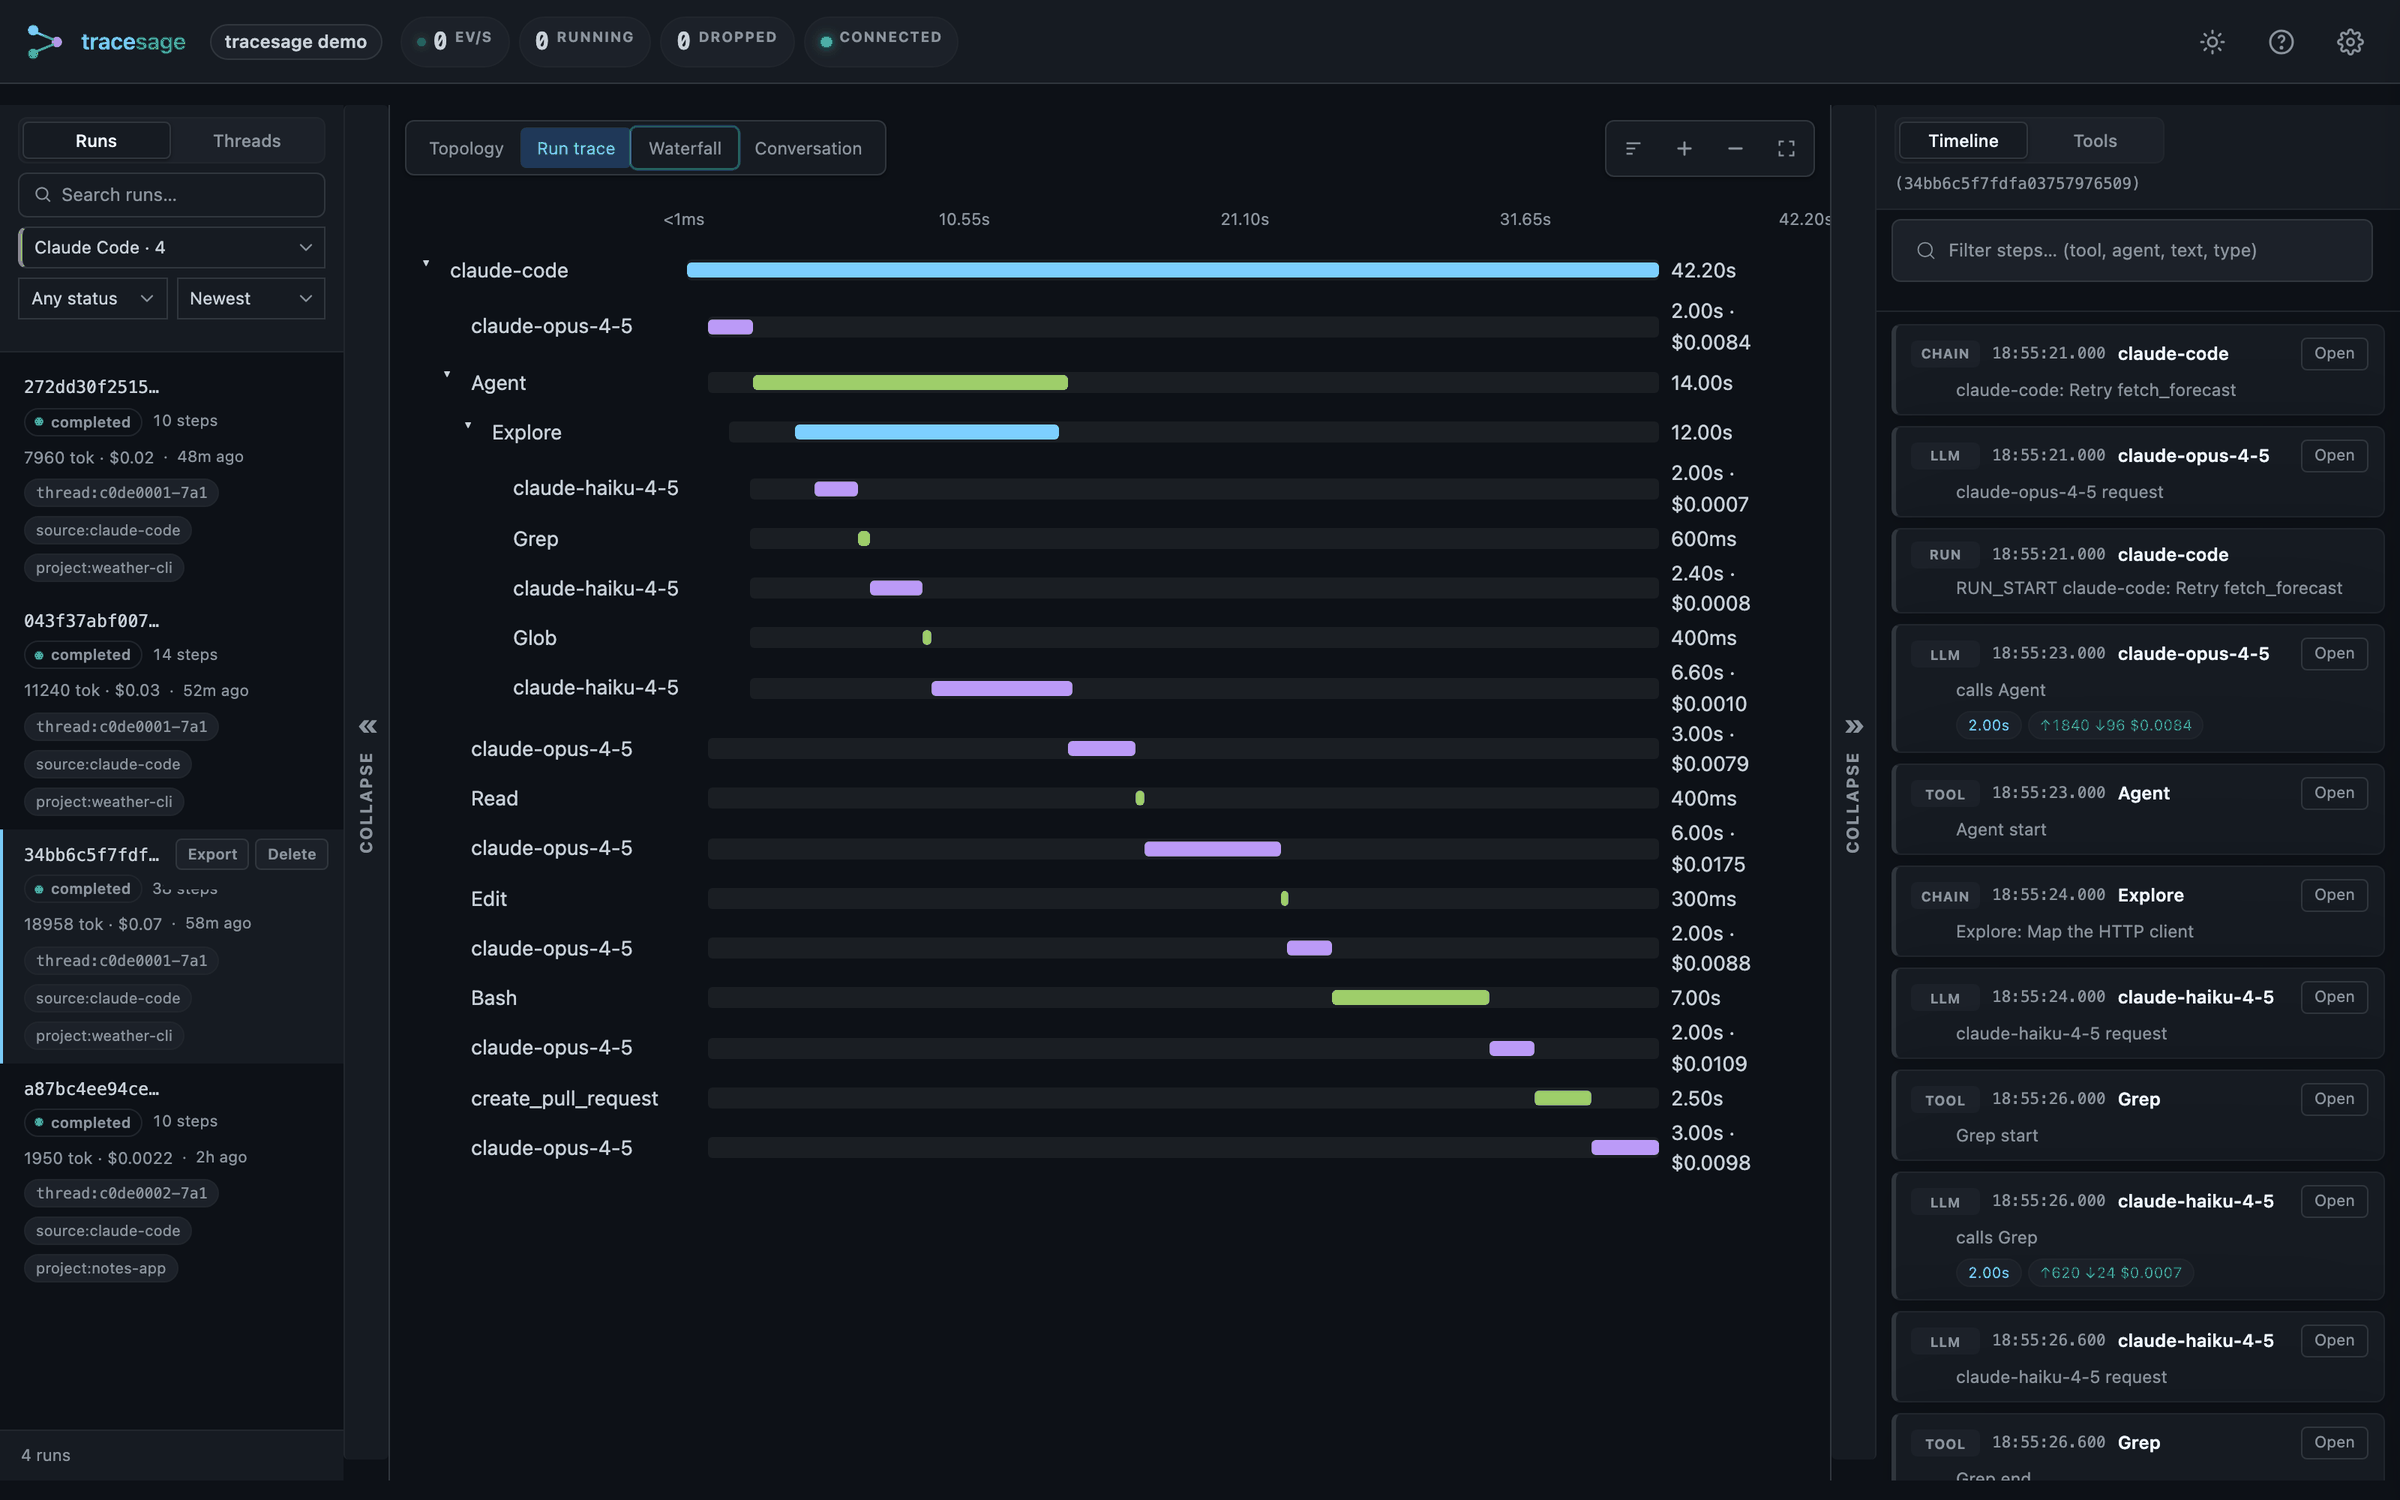 tracesage
tracesage demo
0 EV/S
0 RUNNING
0 DROPPED
CONNECTED
Runs
Threads
Search runs...
Claude Code · 4
Any status
Newest
272dd30f2515…
completed
10 steps
7960 tok · $0.02 · 48m ago
thread:c0de0001-7a1
source:claude-code
project:weather-cli
043f37abf007…
completed
14 steps
11240 tok · $0.03 · 52m ago
thread:c0de0001-7a1
source:claude-code
project:weather-cli
34bb6c5f7fdf…
Export
Delete
completed
steps
18958 tok · $0.07 · 58m ago
thread:c0de0001-7a1
source:claude-code
project:weather-cli
a87bc4ee94ce…
completed
10 steps
1950 tok · $0.0022 · 2h ago
thread:c0de0002-7a1
source:claude-code
project:notes-app
4 runs
COLLAPSE
Topology
Run trace
Waterfall
Conversation
<1ms
10.55s
21.10s
31.65s
42.20s
claude-code
42.20s
claude-opus-4-5
2.00s ·
$0.0084
Agent
14.00s
Explore
12.00s
claude-haiku-4-5
2.00s ·
$0.0007
Grep
600ms
claude-haiku-4-5
2.40s ·
$0.0008
Glob
400ms
claude-haiku-4-5
6.60s ·
$0.0010
claude-opus-4-5
3.00s ·
$0.0079
Read
400ms
claude-opus-4-5
6.00s ·
$0.0175
Edit
300ms
claude-opus-4-5
2.00s ·
$0.0088
Bash
7.00s
claude-opus-4-5
2.00s ·
$0.0109
create_pull_request
2.50s
claude-opus-4-5
3.00s ·
$0.0098
COLLAPSE
Timeline
Tools
(34bb6c5f7fdfa03757976509)
Filter steps... (tool, agent, text, type)
CHAIN 18:55:21.000 claude-code Open
claude-code: Retry fetch_forecast
LLM 18:55:21.000 claude-opus-4-5 Open
claude-opus-4-5 request
RUN 18:55:21.000 claude-code
RUN_START claude-code: Retry fetch_forecast
LLM 18:55:23.000 claude-opus-4-5 Open
calls Agent
2.00s ↑1840 ↓96 $0.0084
TOOL 18:55:23.000 Agent Open
Agent start
CHAIN 18:55:24.000 Explore Open
Explore: Map the HTTP client
LLM 18:55:24.000 claude-haiku-4-5 Open
claude-haiku-4-5 request
TOOL 18:55:26.000 Grep Open
Grep start
LLM 18:55:26.000 claude-haiku-4-5 Open
calls Grep
2.00s ↑620 ↓24 $0.0007
LLM 18:55:26.600 claude-haiku-4-5 Open
claude-haiku-4-5 request
TOOL 18:55:26.600 Grep Open
Grep end